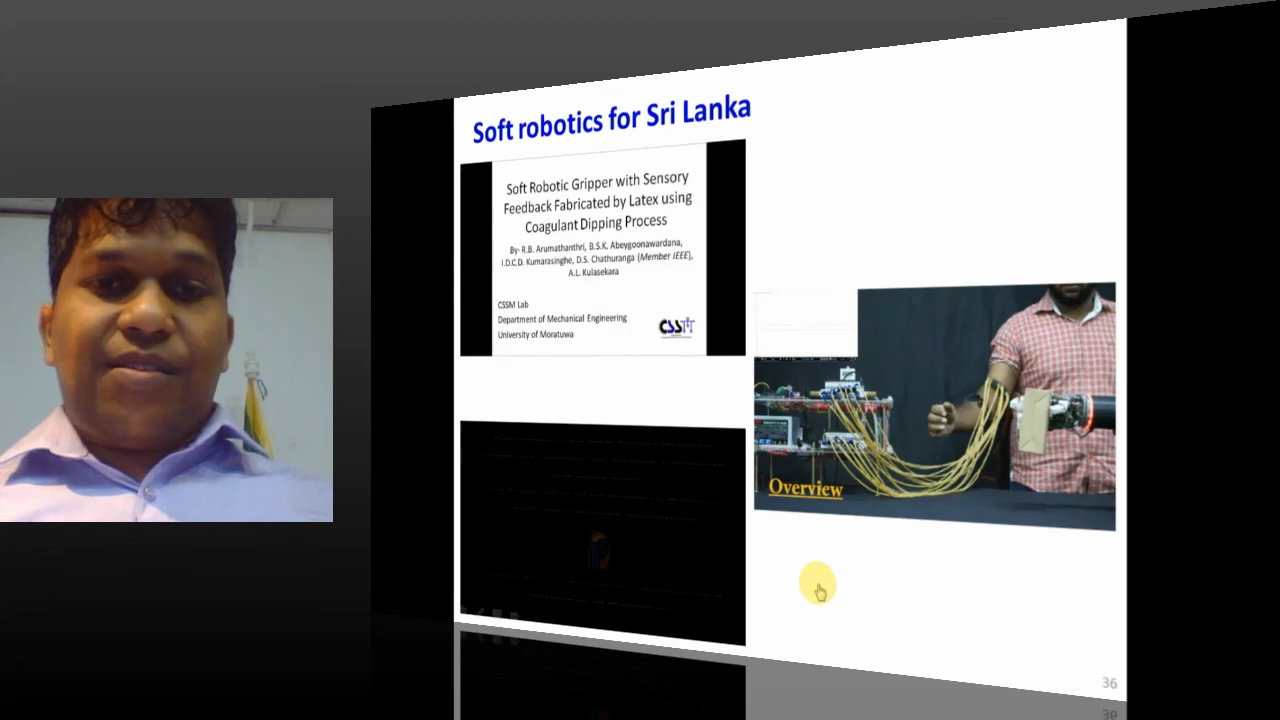 Soft robotics for Sri Lanka
Soft Robotic Gripper with Sensory
Feedback Fabricated by Latex using
Coagulant Dipping Process
By- R.B. Arumathanthri, B.S.K. Abeygoonawardana,
I.D.C.D. Kumarasinghe, D.S. Chathuranga (Member IEEE),
A.L. Kulasekara
CSSM Lab
Department of Mechanical Engineering
University of Moratuwa
Overview
36